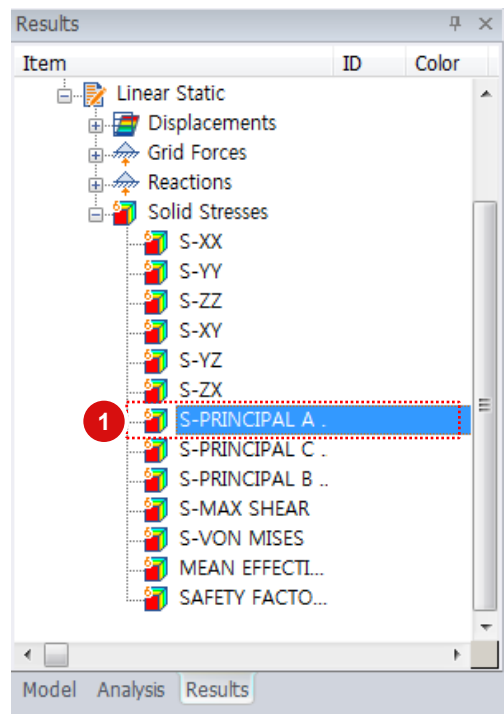 Results
Item ID Color
Linear Static
Displacements
Grid Forces
Reactions
Solid Stresses
S-XX
S-YY
S-ZZ
S-XY
S-YZ
S-ZX
1 S-PRINCIPAL A .
S-PRINCIPAL C .
S-PRINCIPAL B ..
S-MAX SHEAR
S-VON MISES
MEAN EFFECTI...
SAFETY FACTO...
Model Analysis Results